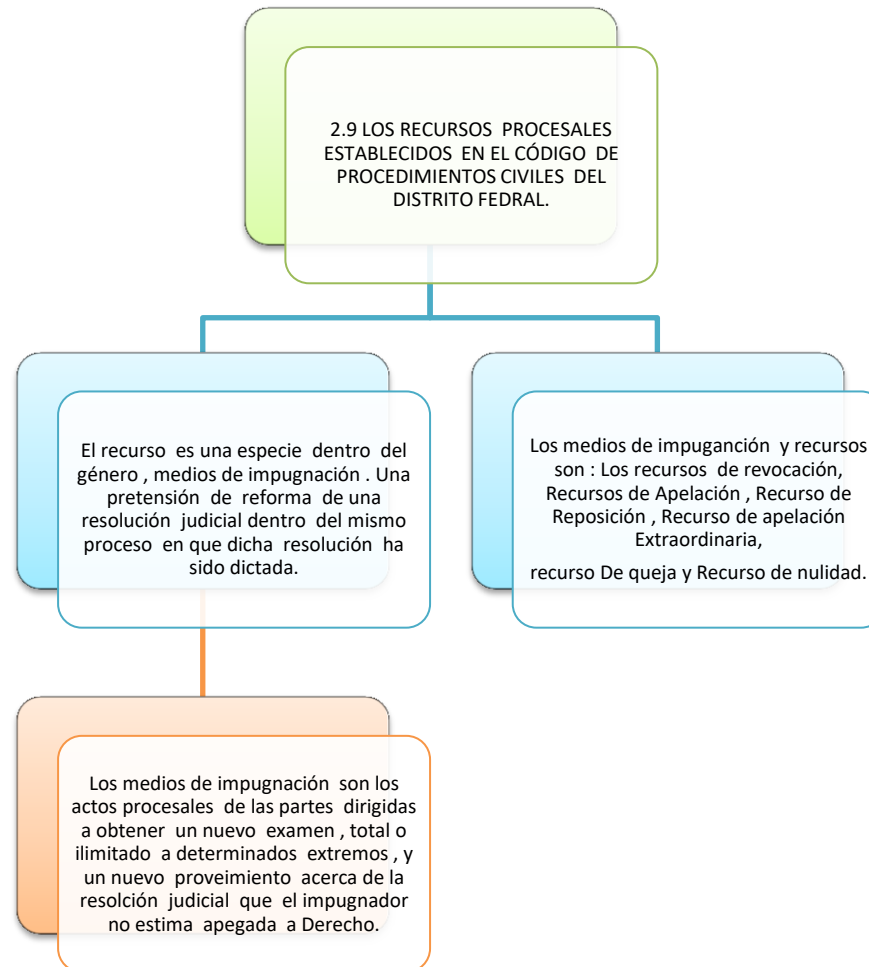 2.9 LOS RECURSOS PROCESALES
ESTABLECIDOS EN EL CÓDIGO DE
PROCEDIMIENTOS CIVILES DEL
DISTRITO FEDRAL.
El recurso es una especie dentro del
género , medios de impugnación . Una
pretensión de reforma de una
resolución judicial dentro del mismo
proceso en que dicha resolución ha
sido dictada.
Los medios de impuganción y recursos
son : Los recursos de revocación,
Recursos de Apelación , Recurso de
Reposición , Recurso de apelación
Extraordinaria,
recurso De queja y Recurso de nulidad.
Los medios de impugnación son los
actos procesales de las partes dirigidas
a obtener un nuevo examen , total o
ilimitado a determinados extremos , y
un nuevo proveimiento acerca de la
resolción judicial que el impugnador
no estima apegada a Derecho.